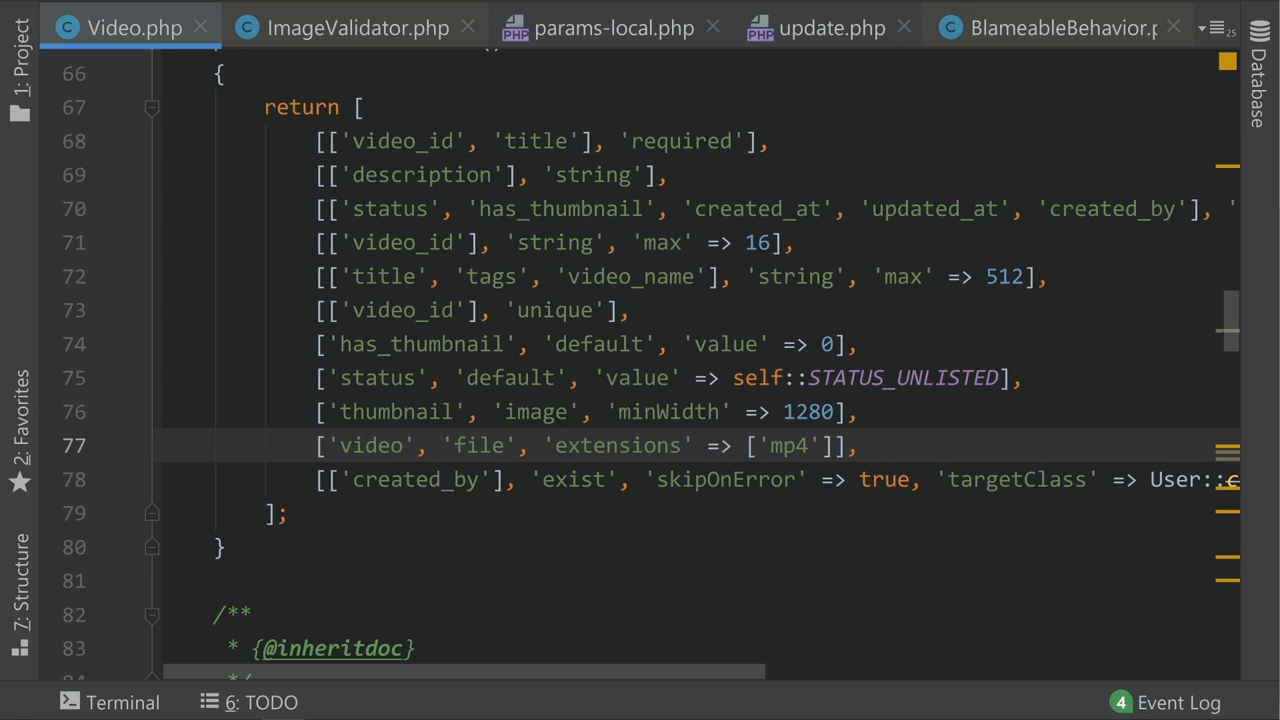 Video.php
ImageValidator.php
params-local.php
update.php
BlameableBehavior.p
25
1: Project
2: Favorites
7: Structure
Database
66 {
67 return [
68 [['video_id', 'title'], 'required'],
69 [['description'], 'string'],
70 [['status', 'has_thumbnail', 'created_at', 'updated_at', 'created_by'], '
71 [['video_id'], 'string', 'max' => 16],
72 [['title', 'tags', 'video_name'], 'string', 'max' => 512],
73 [['video_id'], 'unique'],
74 ['has_thumbnail', 'default', 'value' => 0],
75 ['status', 'default', 'value' => self::STATUS_UNLISTED],
76 ['thumbnail', 'image', 'minWidth' => 1280],
77 ['video', 'file', 'extensions' => ['mp4']],
78 [['created_by'], 'exist', 'skipOnError' => true, 'targetClass' => User::c
79 ];
80 }
81
82 /**
83 * {@inheritdoc}
Terminal
6: TODO
4 Event Log